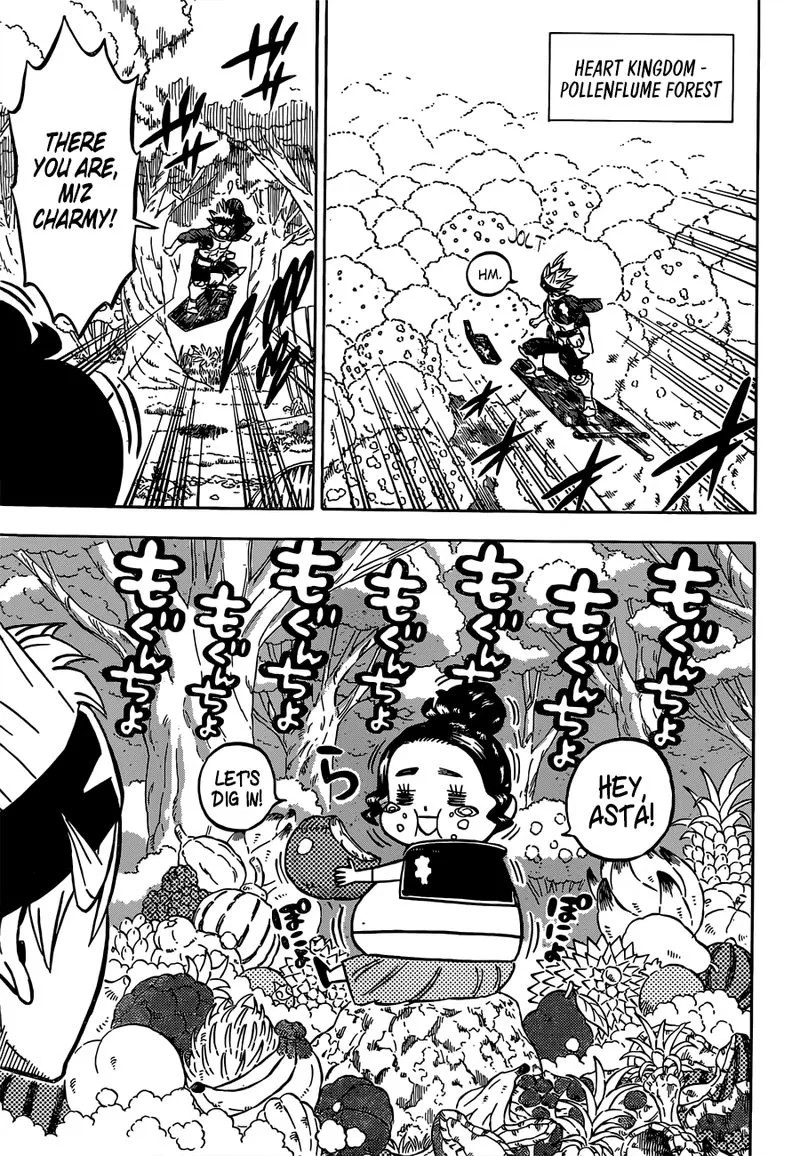 HEART KINGDOM -
POLLENFLUME FOREST
JOLT
HM.
THERE
YOU ARE,
MIZ
CHARMY!
もぐんちょ
もぐんちょ
もぐんちょ
もぐんちょ
もぐんちょ
もぐんちょ
もぐんちょ
HEY,
ASTA!
LET'S
DIG IN!
ら
ぽにょ
ぽにょ